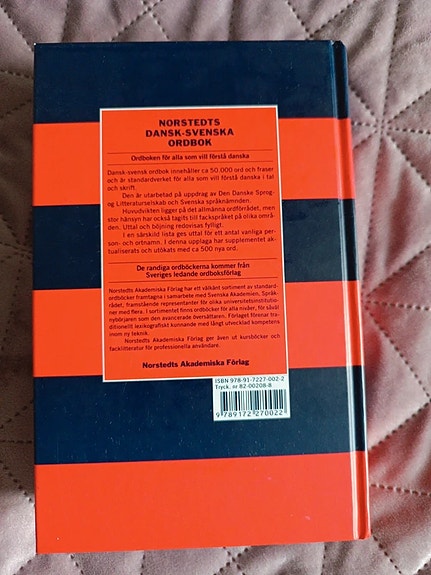 NORSTEDTS
DANSK-SVENSKA
ORDBOK
Ordboken för alla som vill förstå danska
Dansk-svensk ordbok innehåller ca 50.000 ord och fraser
och är standardverket för alla som vill förstå danska i tal
och skrift.
Den är utarbetad på uppdrag av Den Danske Sprog-
og Litteraturselskab och Svenska språknämnden.
Huvudvikten ligger på det allmänna ordförrådet, men
stor hänsyn har också tagits till fackspråket på olika områ-
den. Uttal och böjning redovisas fylligt.
I en särskild lista ges uttal för ett antal vanliga per-
son- och ortnamn. I denna upplaga har supplementet ak-
tualiserats och utökats med ca 500 nya ord.
De randiga ordböckerna kommer från
Sveriges ledande ordboksförlag
Norstedts Akademiska Förlag har ett välkänt sortiment av standard-
ordböcker framtagna i samarbete med Svenska Akademien, Språk-
rådet, framstående representanter för olika universitetsinstitutio-
ner med flera. I sortimentet finns ordböcker för alla nivåer, för såväl
nybörjaren som den avancerade översättaren. Förlaget förenar tra-
ditionellt lexikografiskt kunnande med långt utvecklad kompetens
inom ny teknik.
Norstedts Akademiska Förlag ger även ut kursböcker och
facklitteratur för professionella användare.
Norstedts Akademiska Förlag
ISBN 978-91-7227-002-2
Tryck. nr 82-00208-8
9789172270022